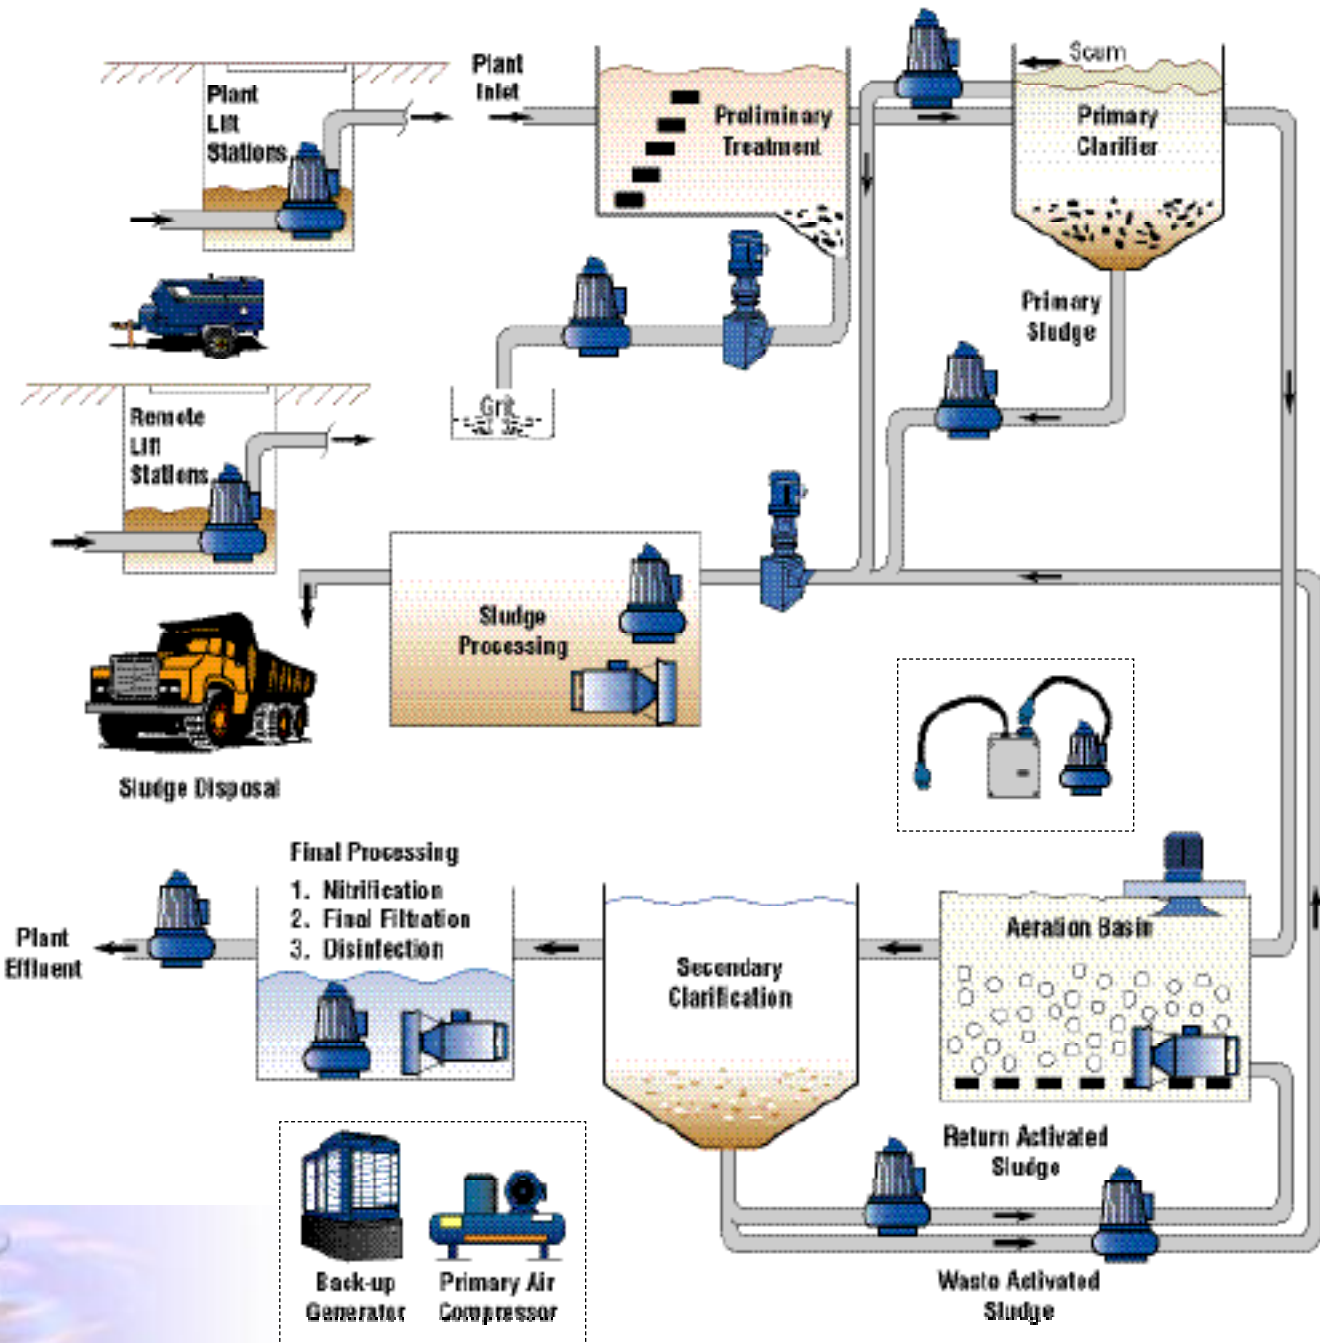 Plant
Lift
Stations
Plant
Inlet
Preliminary
Treatment
Scum
Primary
Clarifier
Primary
Sludge
Grit
Remote
Lift
Stations
Sludge
Processing
Sludge Disposal
Final Processing
1. Nitrification
2. Final Filtration
3. Disinfection
Plant
Effluent
Secondary
Clarification
Aeration Basin
Return Activated
Sludge
Waste Activated
Sludge
Back-up
Generator
Primary Air
Compressor